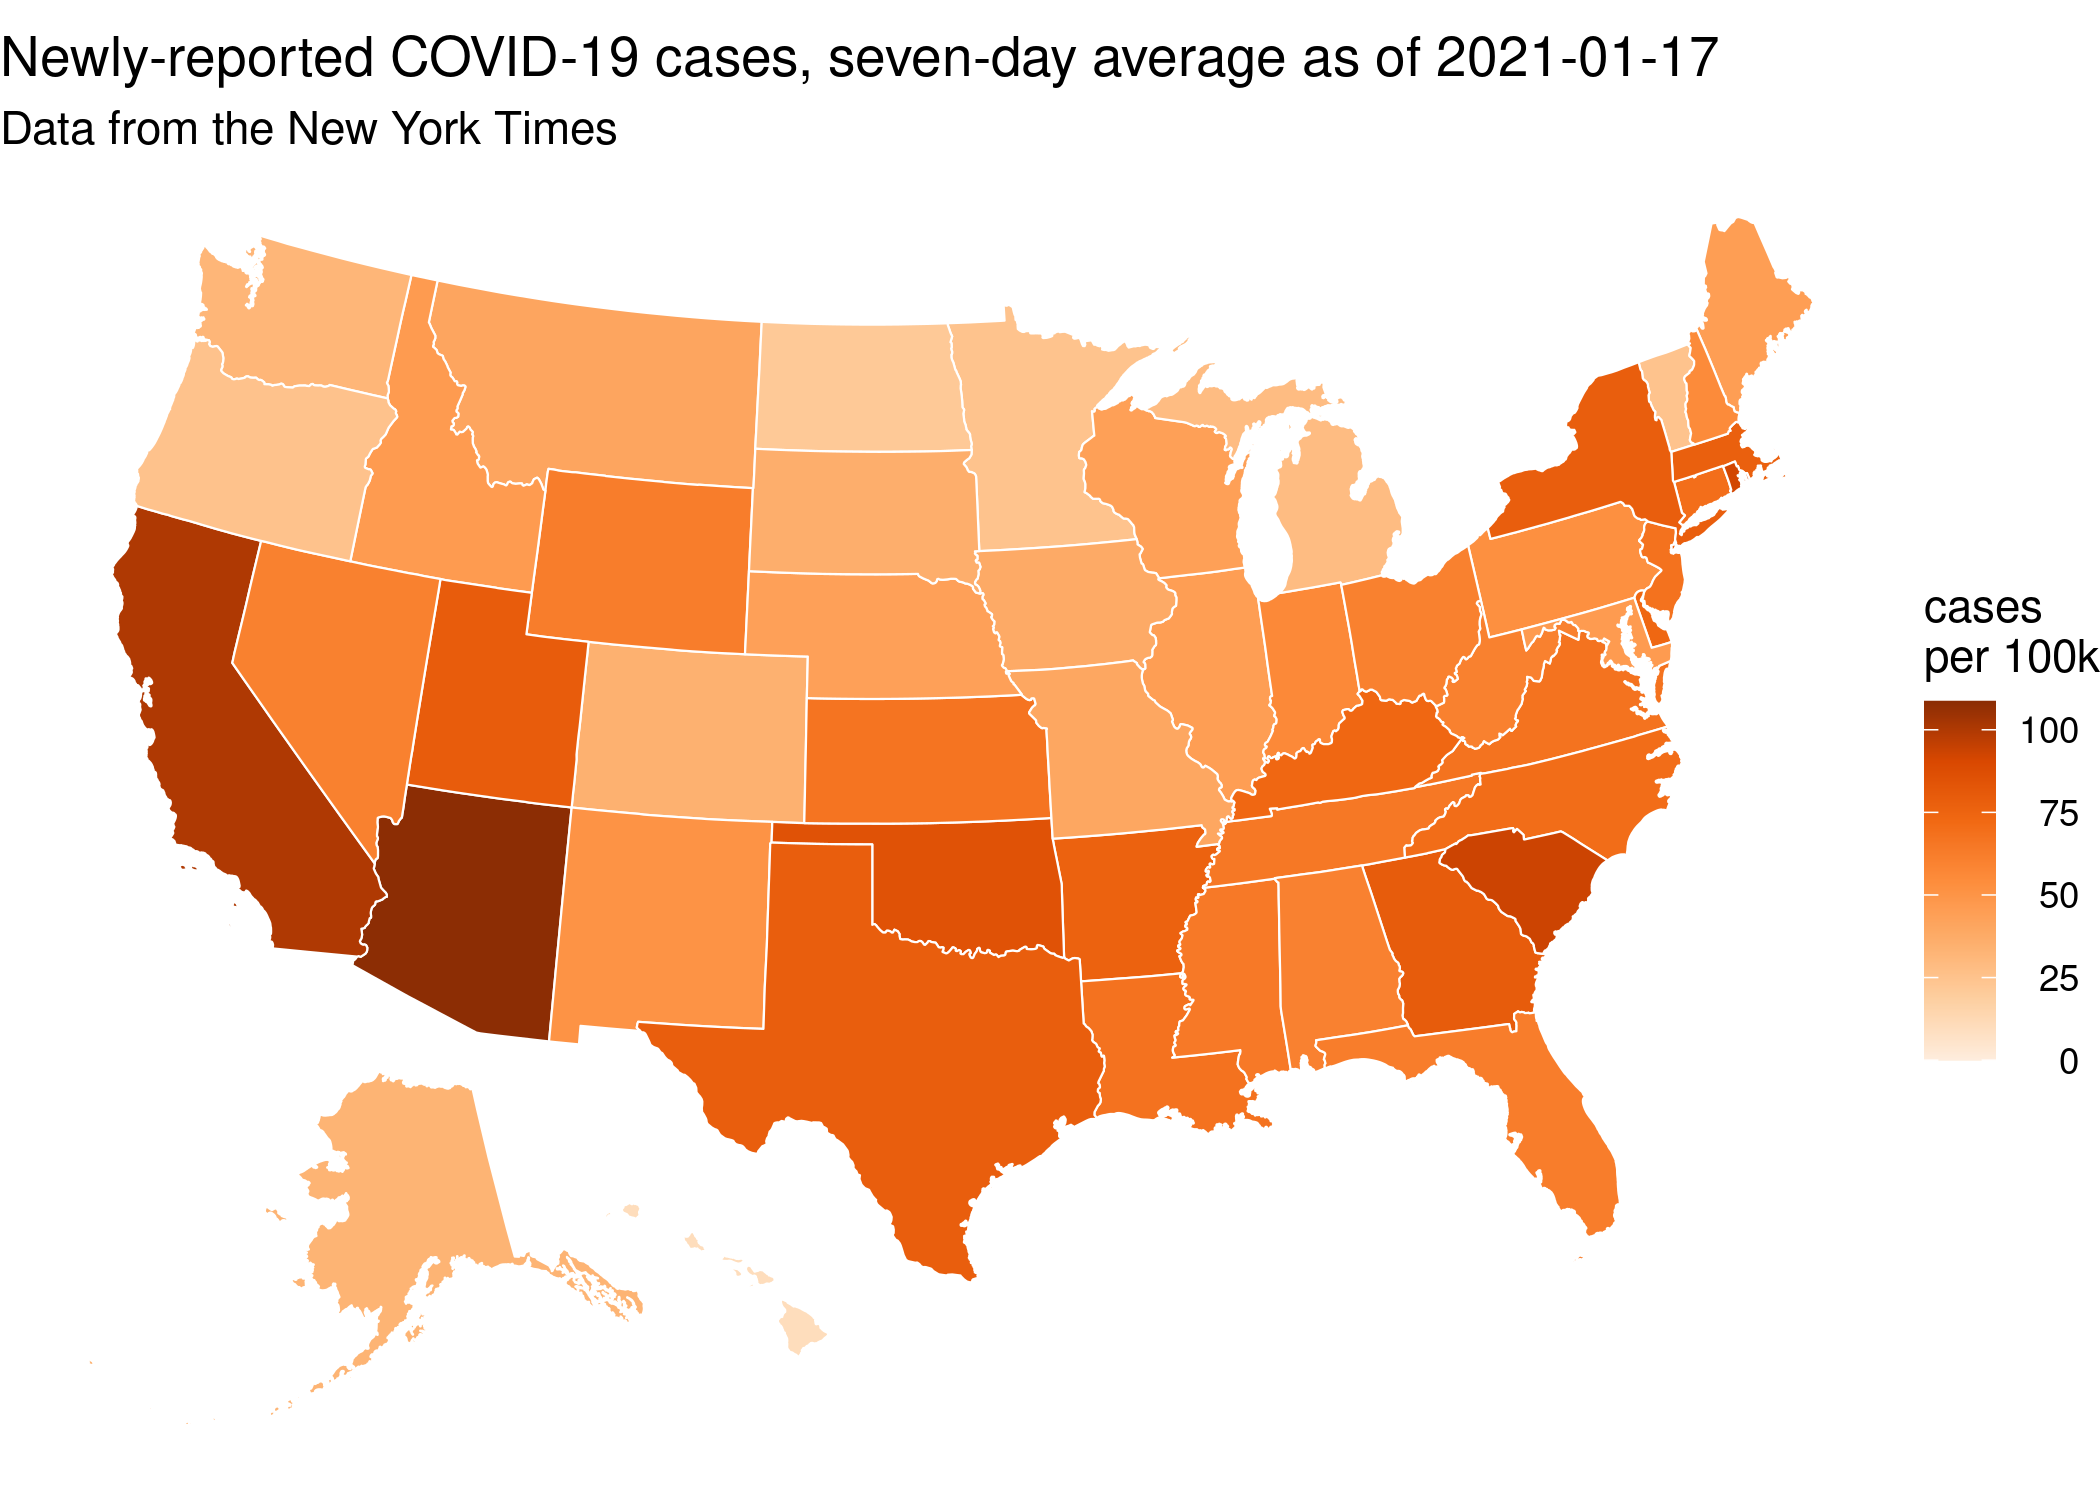 Newly-reported COVID-19 cases, seven-day average as of 2021-01-17
Data from the New York Times
cases
per 100k
100
75
50
25
0